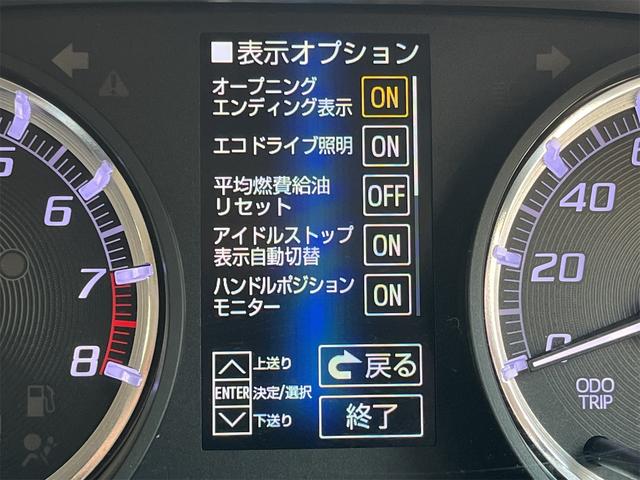 ■表示オプション
オープニング
エンディング表示
ON
エコドライブ照明
ON
平均燃費給油
リセット
OFF
アイドルストップ
表示自動切替
ON
ハンドルポジション
モニター
ON
上送り
ENTER 決定/選択
下送り
戻る
終了
6
7
8
40
20
0
ODO
TRIP